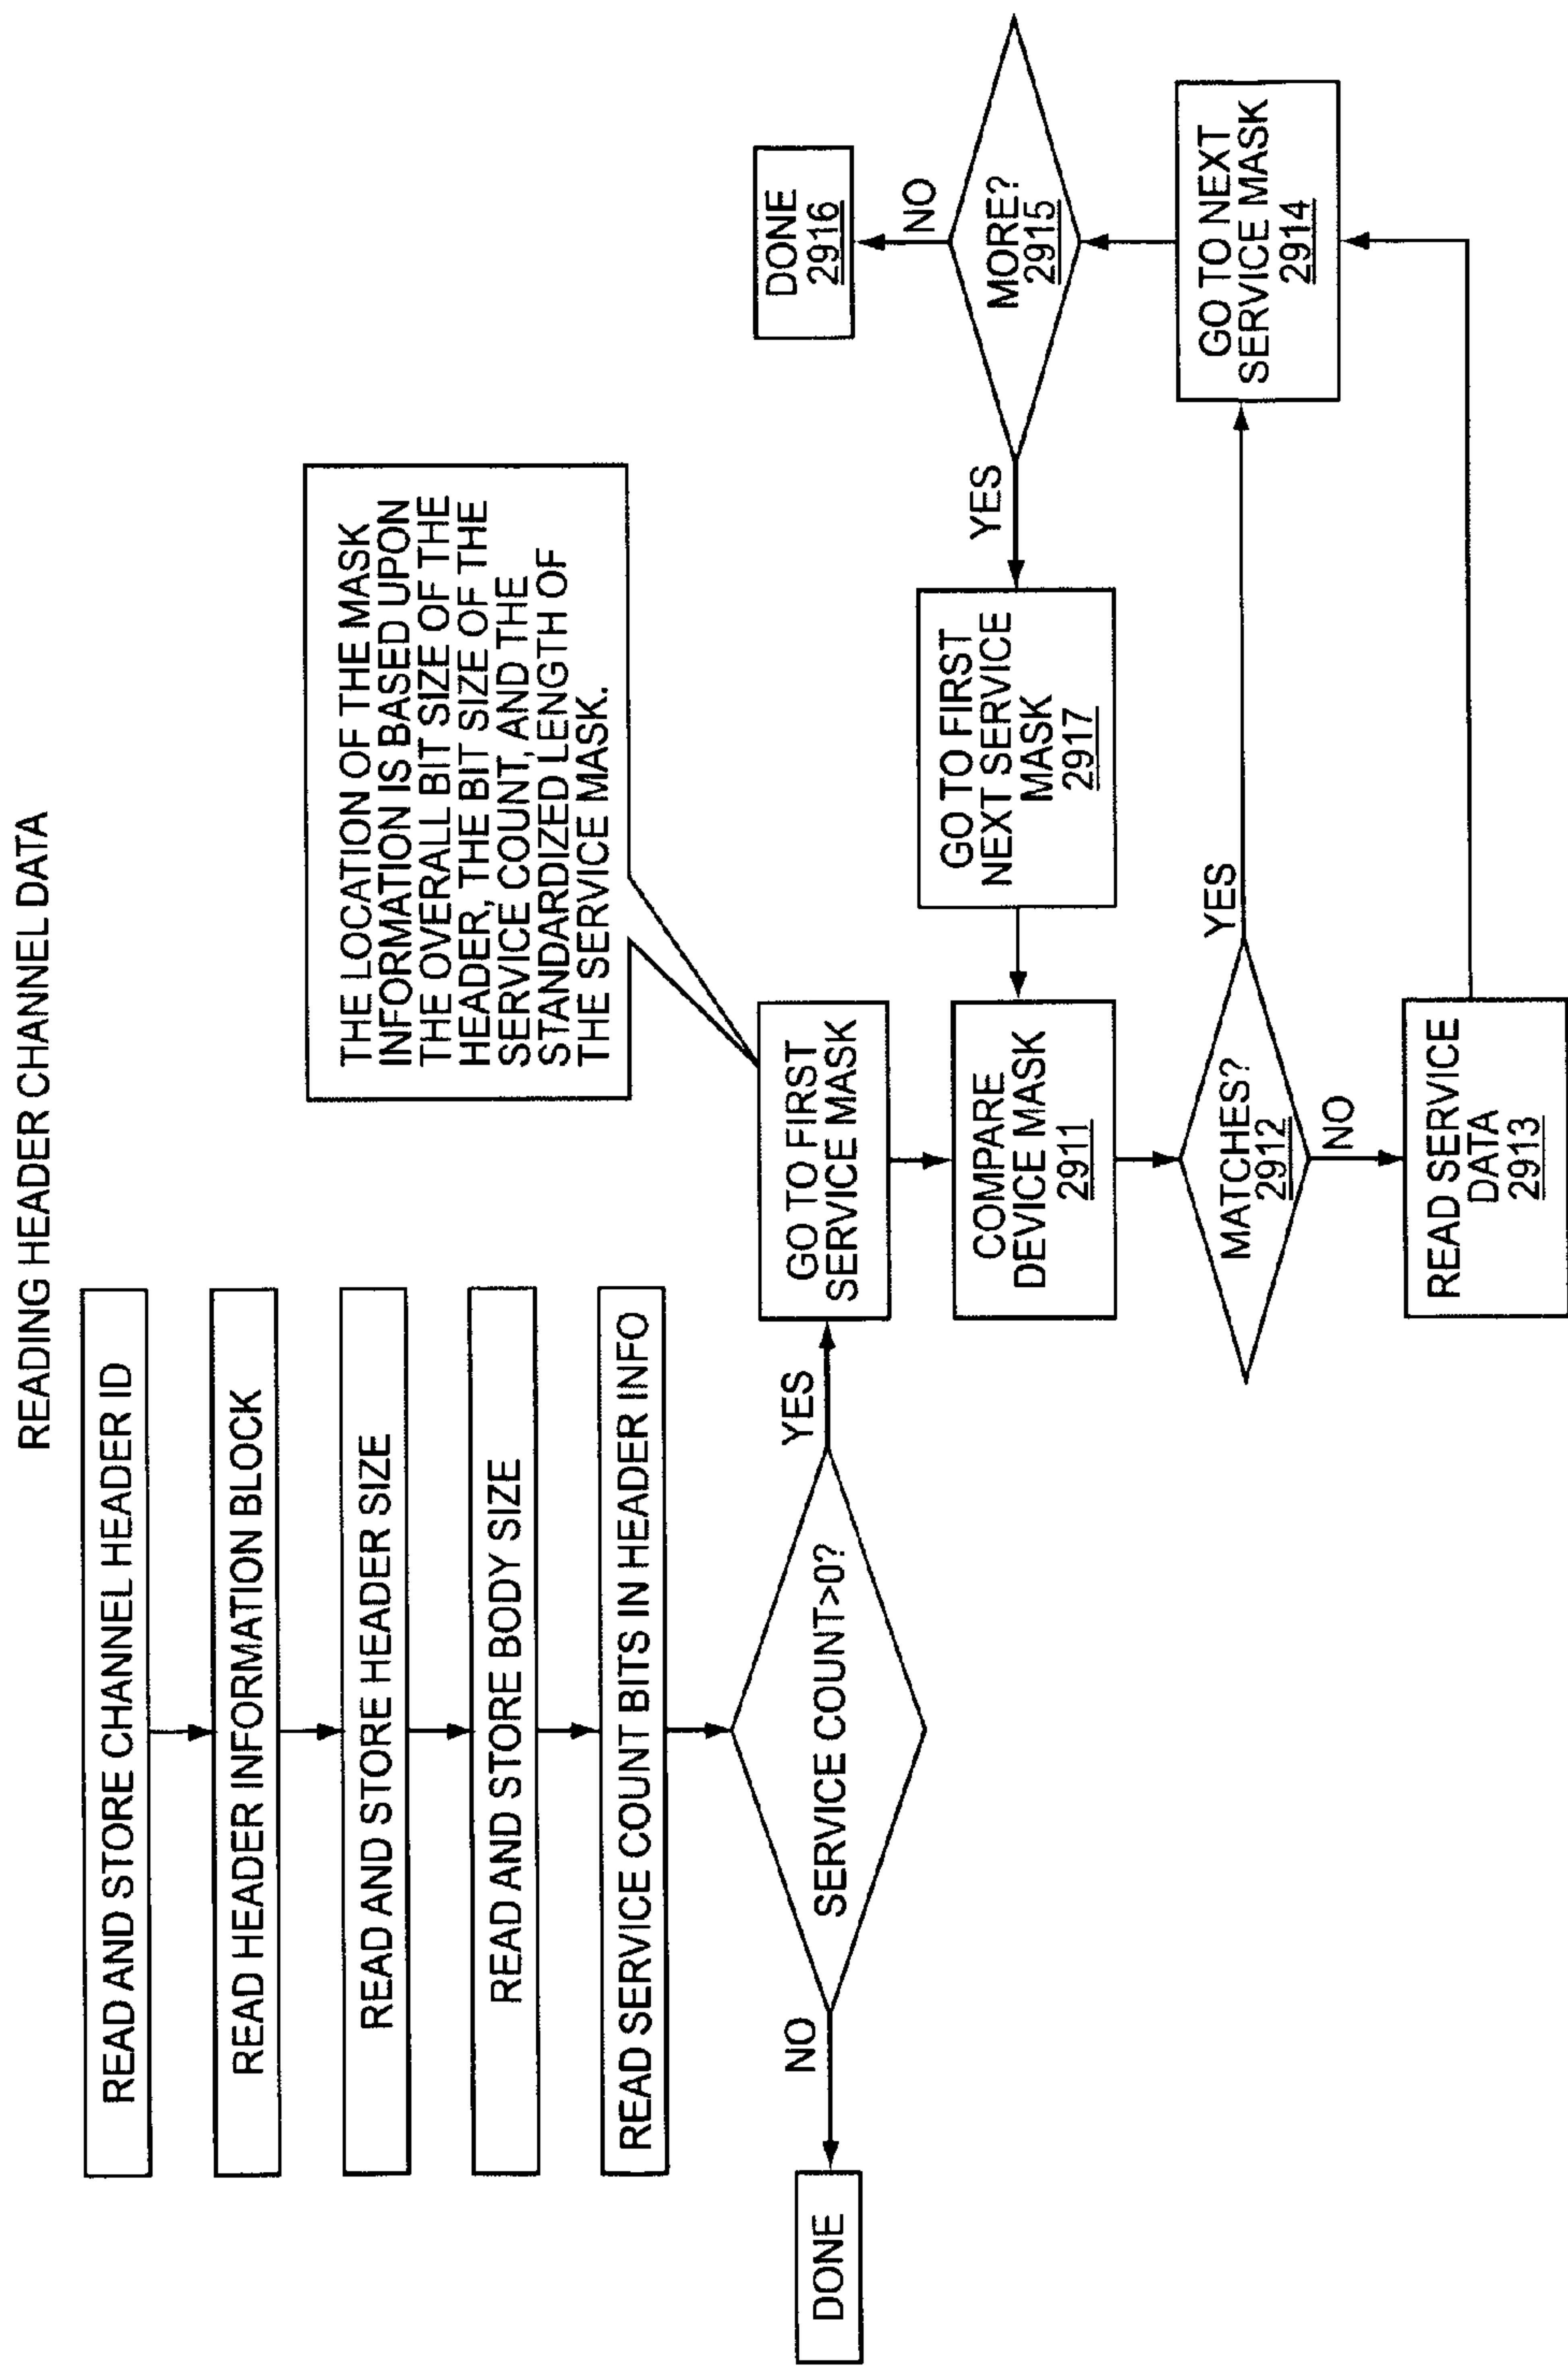 READING HEADER CHANNEL DATA
READ AND STORE CHANNEL HEADER ID
READ HEADER INFORMATION BLOCK
READ AND STORE HEADER SIZE
READ AND STORE BODY SIZE
READ SERVICE COUNT BITS IN HEADER INFO
SERVICE COUNT>0?
NO
DONE
YES
GO TO FIRST
SERVICE MASK
THE LOCATION OF THE MASK
INFORMATION IS BASED UPON
THE OVERALL BIT SIZE OF THE
HEADER, THE BIT SIZE OF THE
SERVICE COUNT, AND THE
STANDARDIZED LENGTH OF
THE SERVICE MASK.
COMPARE
DEVICE MASK
2911
MATCHES?
2912
NO
READ SERVICE
DATA
2913
YES
GO TO NEXT
SERVICE MASK
2914
MORE?
2915
NO
DONE
2916
YES
GO TO FIRST
NEXT SERVICE
MASK
2917